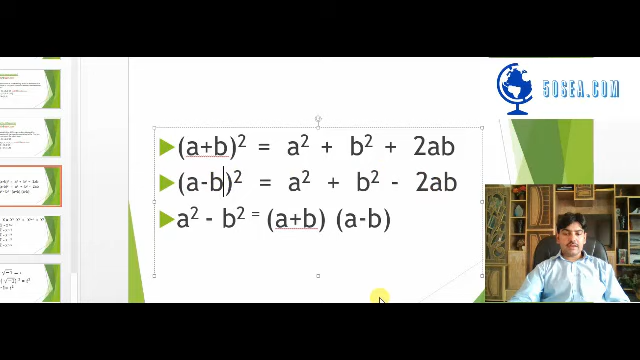 50SEA.COM
(a+b)² = a² + b² + 2ab
(a-b)² = a² + b² - 2ab
a² - b² = (a+b) (a-b)